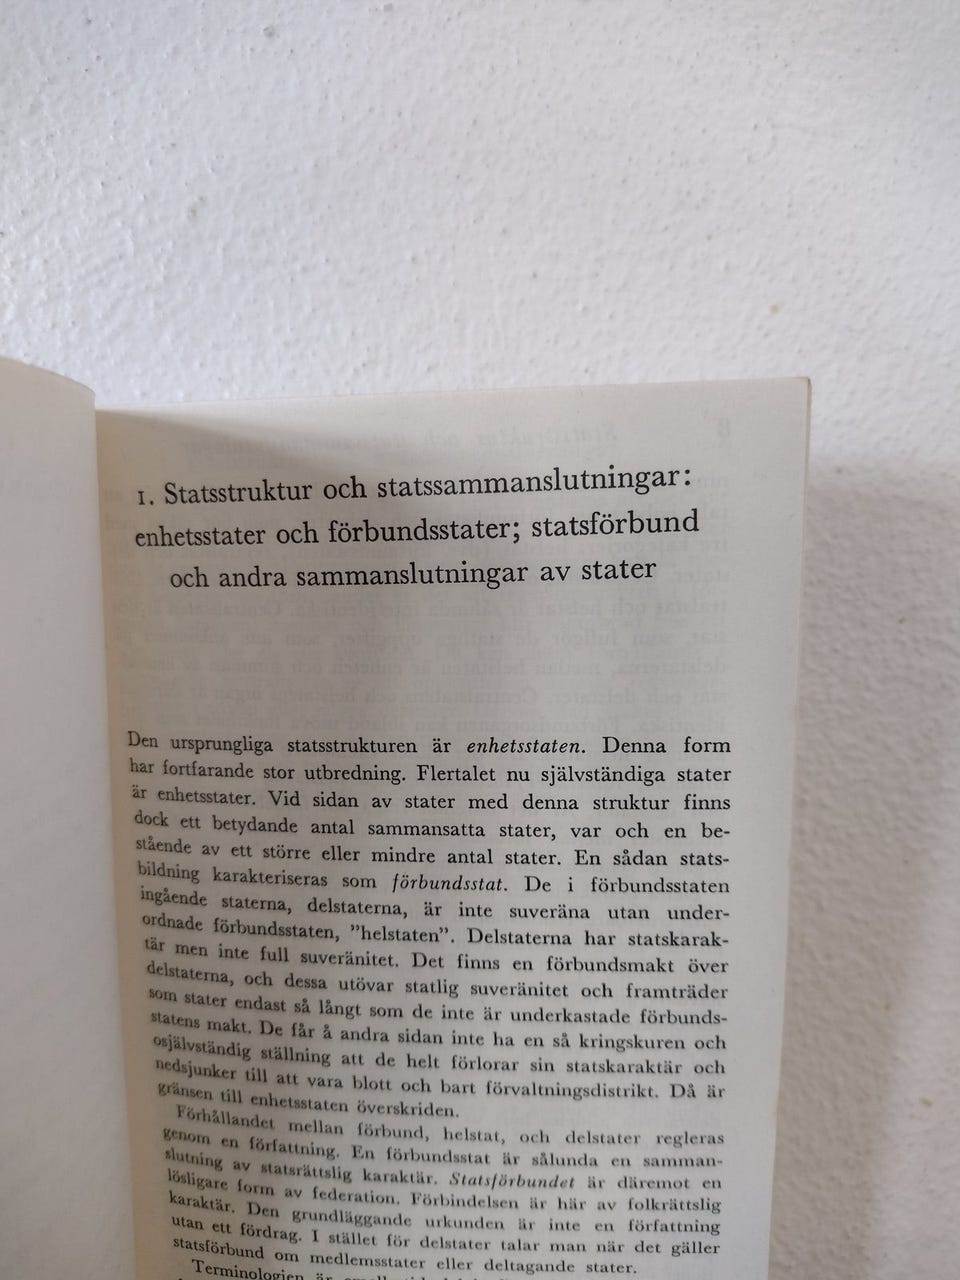 1. Statsstruktur och statssammanslutningar:
enhetsstater och förbundsstater; statsförbund
och andra sammanslutningar av stater
Den ursprungliga statsstrukturen är enhetsstaten. Denna form
har fortfarande stor utbredning. Flertalet nu självständiga stater
är enhetsstater. Vid sidan av stater med denna struktur finns
dock ett betydande antal sammansatta stater, var och en be-
stående av ett större eller mindre antal stater. En sådan stats-
bildning karakteriseras som förbundsstat. De i förbundsstaten
ingående staterna, delstaterna, är inte suveräna utan under-
ordnade förbundsstaten, ”helstaten”. Delstaterna har statskarak-
tär men inte full suveränitet. Det finns en förbundsmakt över
delstaterna, och dessa utövar statlig suveränitet och framträder
som stater endast så långt som de inte är underkastade förbunds-
statens makt. De får å andra sidan inte ha en så kringskuren och
osjälvständig ställning att de helt förlorar sin statskaraktär och
nedsjunker till att vara blott och bart förvaltningsdistrikt. Då är
gränsen till enhetsstaten överskriden.
Förhållandet mellan förbund, helstat, och delstater regleras
genom en författning. En förbundsstat är sålunda en samman-
slutning av statsrättslig karaktär. Statsförbundet är däremot en
lösligare form av federation. Förbindelsen är här av folkrättslig
karaktär. Den grundläggande urkunden är inte en författning
utan ett fördrag. I stället för delstater talar man när det gäller
statsförbund om medlemsstater eller deltagande stater.
Terminologien är